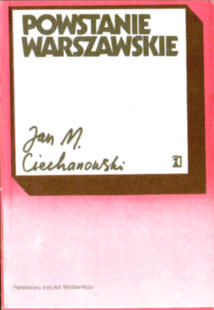 POWSTANIE
WARSZAWSKIE
Jan M.
Ciechanowski
Państwowy Instytut Wydawniczy